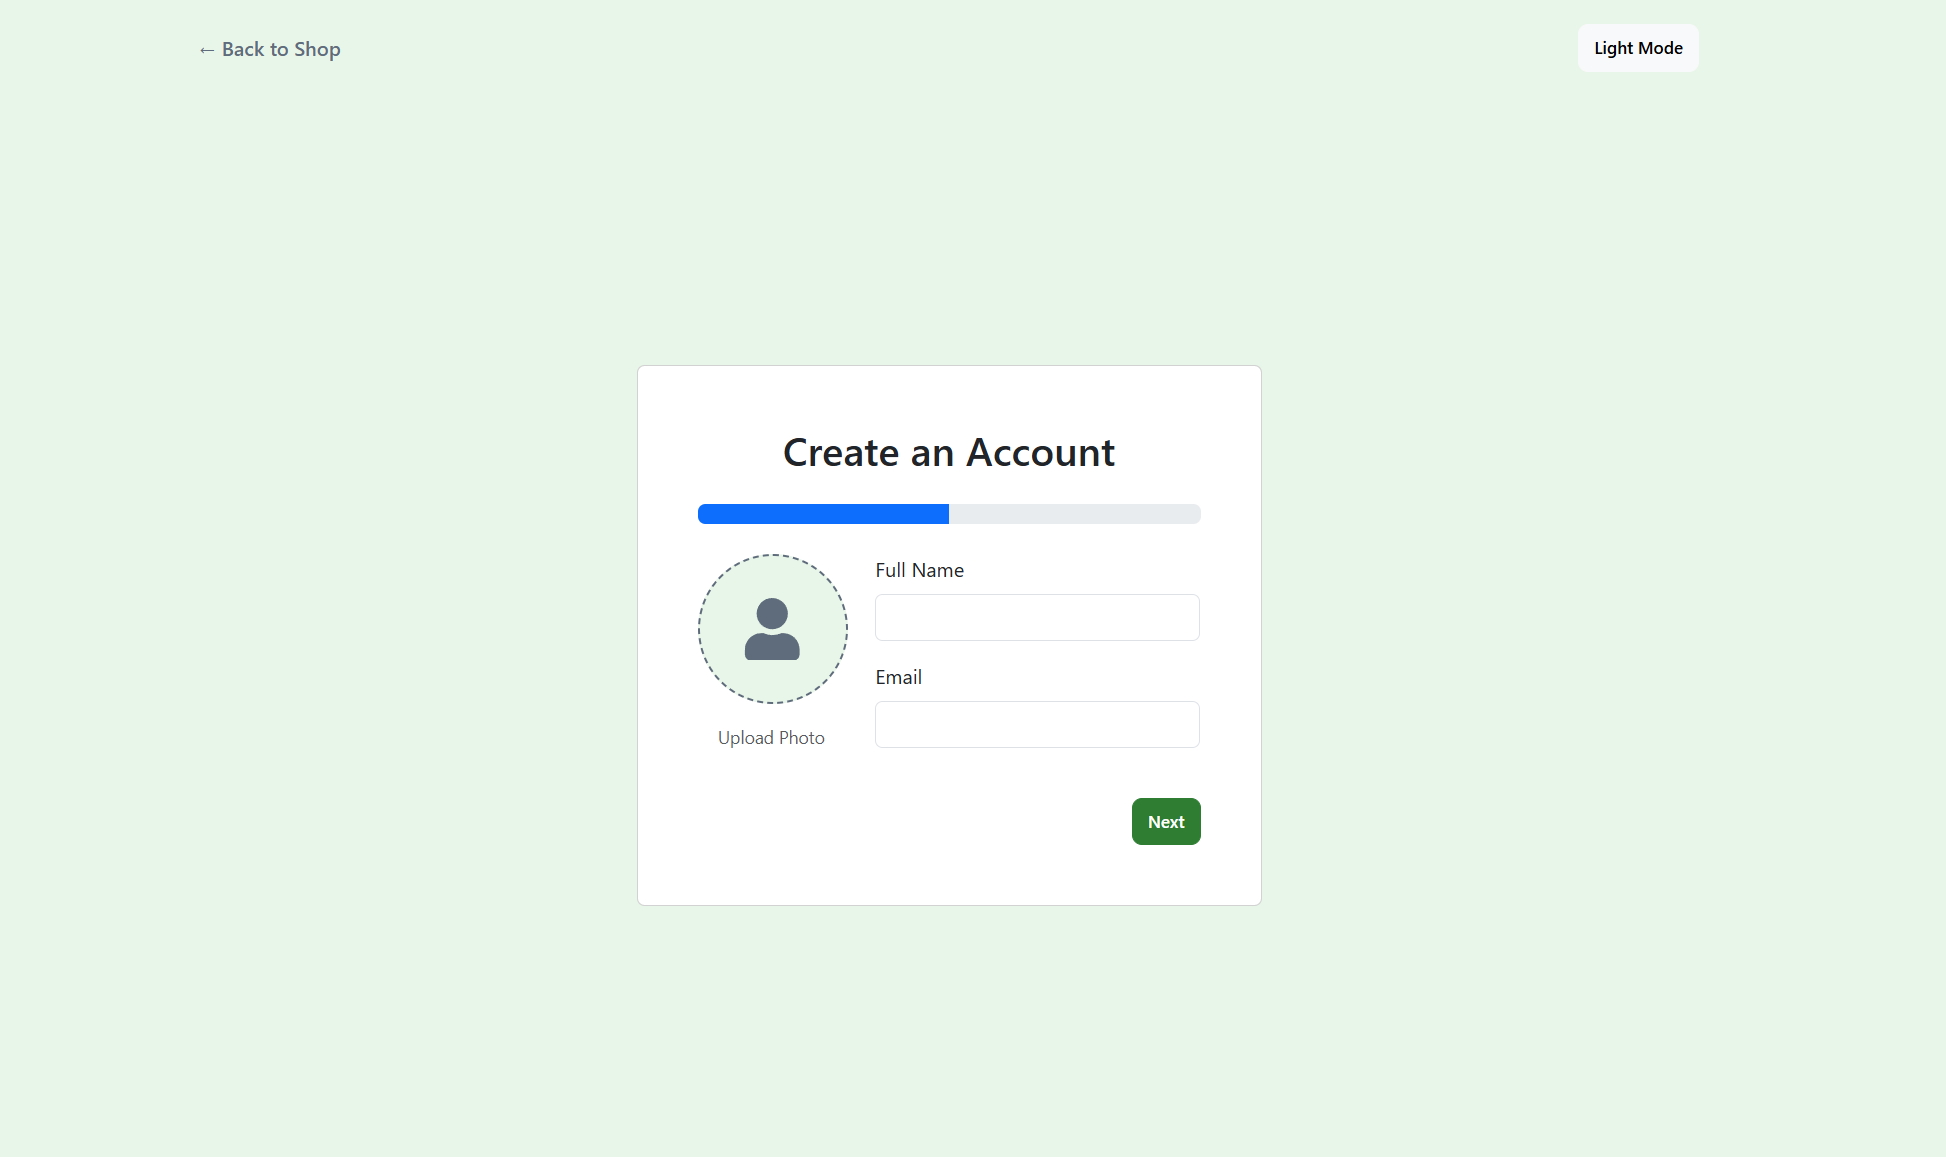 ← Back to Shop
Light Mode
Create an Account
Full Name
Email
Upload Photo
Next